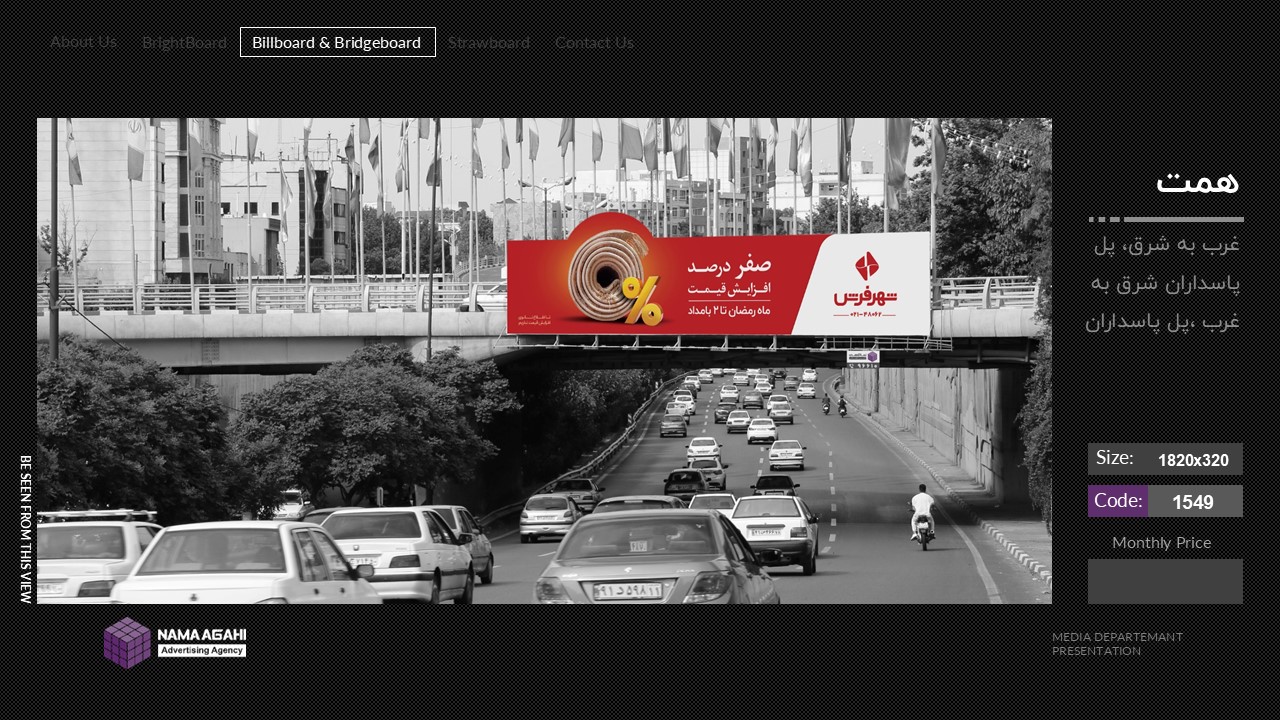 About Us
BrightBoard
Billboard & Bridgeboard
Strawboard
Contact Us
همت
غرب به شرق، پل
پاسداران شرق به
غرب ،پل پاسداران
صفر درصد
افزایش قیمت
ماه رمضان تا ۲ بامداد
%
شهرفرش
۰۲۱-۲۸۰۶۲
Size: 1820x320
Code: 1549
Monthly Price
BE SEEN FROM THIS VIEW
NAMA AGAHI
Advertising Agency
MEDIA DEPARTEMANT
PRESENTATION